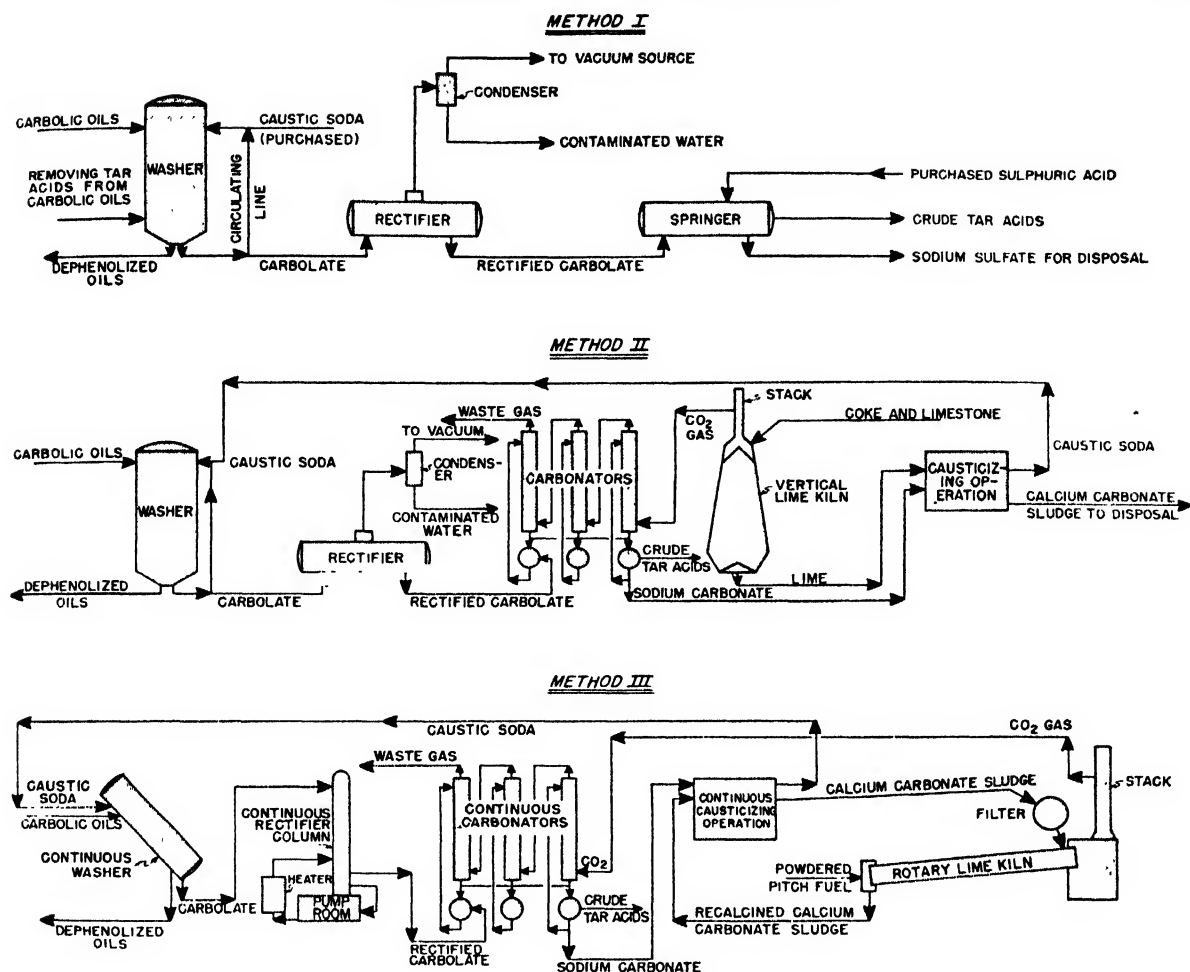 METHOD I
TO VACUUM SOURCE
CONDENSER
CARBOLIC OILS
CAUSTIC SODA
(PURCHASED)
CONTAMINATED WATER
WASHER
REMOVING TAR
ACIDS FROM
CARBOLIC OILS
CIRCULATING
LINE
PURCHASED SULPHURIC ACID
RECTIFIER
SPRINGER
CRUDE TAR ACIDS
DEPHENOLIZED
OILS
CARBOLATE
RECTIFIED CARBOLATE
SODIUM SULFATE FOR DISPOSAL
METHOD II
STACK
WASTE GAS
CO2
GAS
COKE AND LIMESTONE
TO VACUUM
CAUSTIC SODA
CARBOLIC OILS
CAUSTIC SODA
CONDENS-
ER
CARBONATORS
VERTICAL
LIME KILN
CAUSTICIZ-
ING OP-
ERATION
WASHER
CONTAMINATED
WATER
CALCIUM CARBONATE
SLUDGE TO DISPOSAL
RECTIFIER
CRUDE
TAR ACIDS
LIME
DEPHENOLIZED
OILS
CARBOLATE
RECTIFIED CARBOLATE
SODIUM CARBONATE
METHOD III
CAUSTIC SODA
CO2 GAS
WASTE GAS
CAUSTIC
SODA
CARBOLIC OILS
CALCIUM CARBONATE SLUDGE
STACK
CONTINUOUS
RECTIFIER
COLUMN
CONTINUOUS
CARBONATORS
CONTINUOUS
CAUSTICIZING
OPERATION
FILTER
CONTINUOUS
WASHER
CO2
HEATER
POWDERED
PITCH FUEL
ROTARY LIME KILN
PUMP
ROOM
CARBOLATE
CRUDE
TAR ACIDS
RECALCINED CALCIUM
CARBONATE SLUDGE
DEPHENOLIZED
OILS
RECTIFIED
CARBOLATE
SODIUM CARBONATE